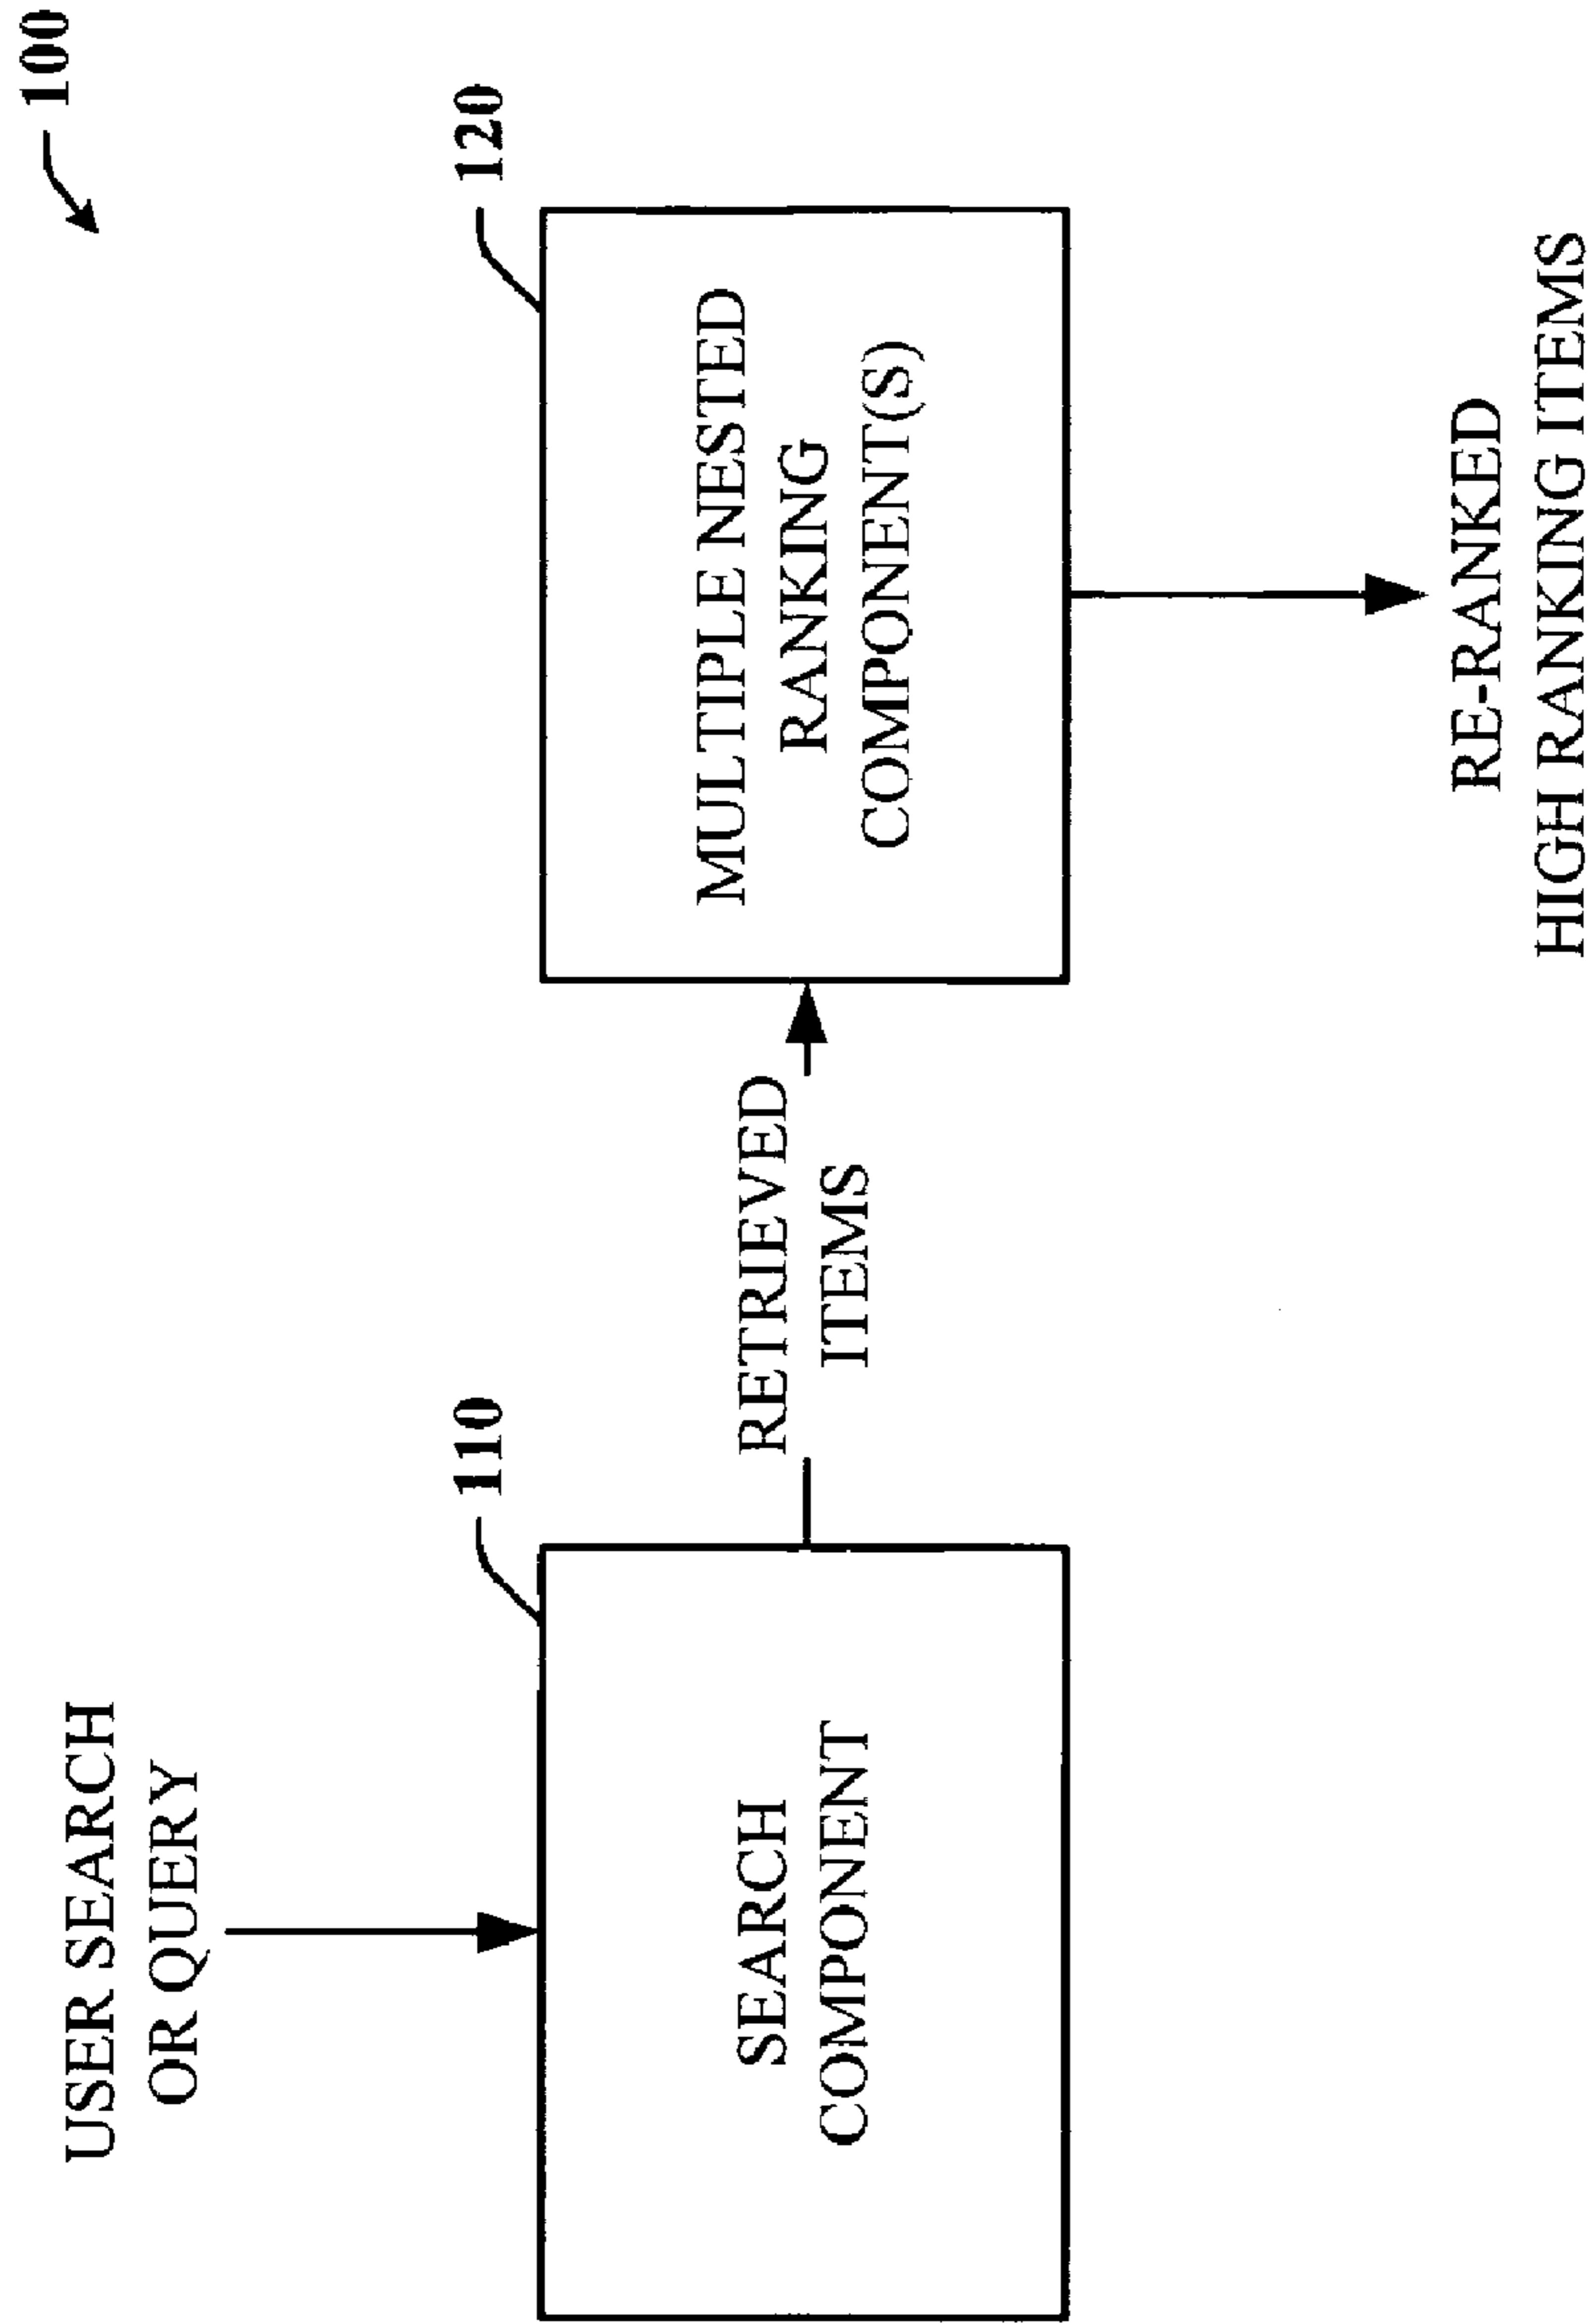 100
USER SEARCH
OR QUERY
110
120
SEARCH
COMPONENT
RETRIEVED
ITEMS
MULTIPLE NESTED
RANKING
COMPONENT(S)
RE-RANKED
HIGH RANKING ITEMS